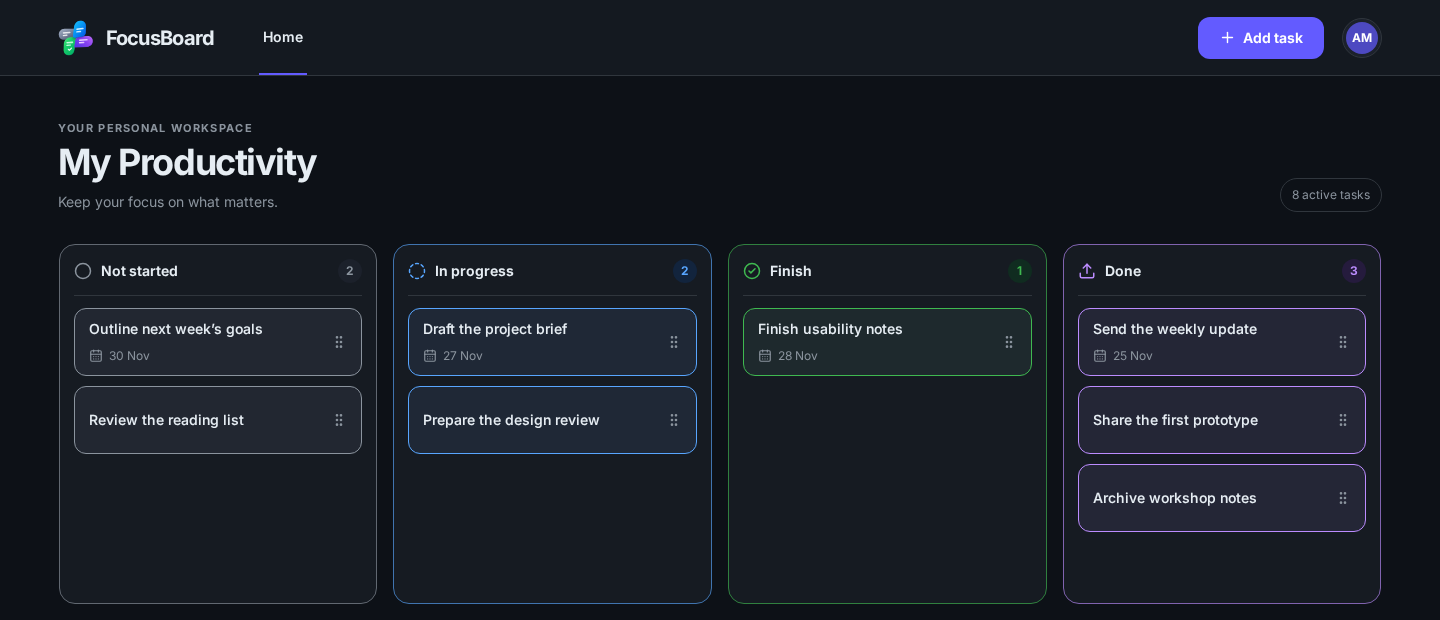 FocusBoard
Home
+ Add task
AM
YOUR PERSONAL WORKSPACE
My Productivity
Keep your focus on what matters.
8 active tasks
Not started
2
Outline next week’s goals
30 Nov
Review the reading list
In progress
2
Draft the project brief
27 Nov
Prepare the design review
Finish
1
Finish usability notes
28 Nov
Done
3
Send the weekly update
25 Nov
Share the first prototype
Archive workshop notes